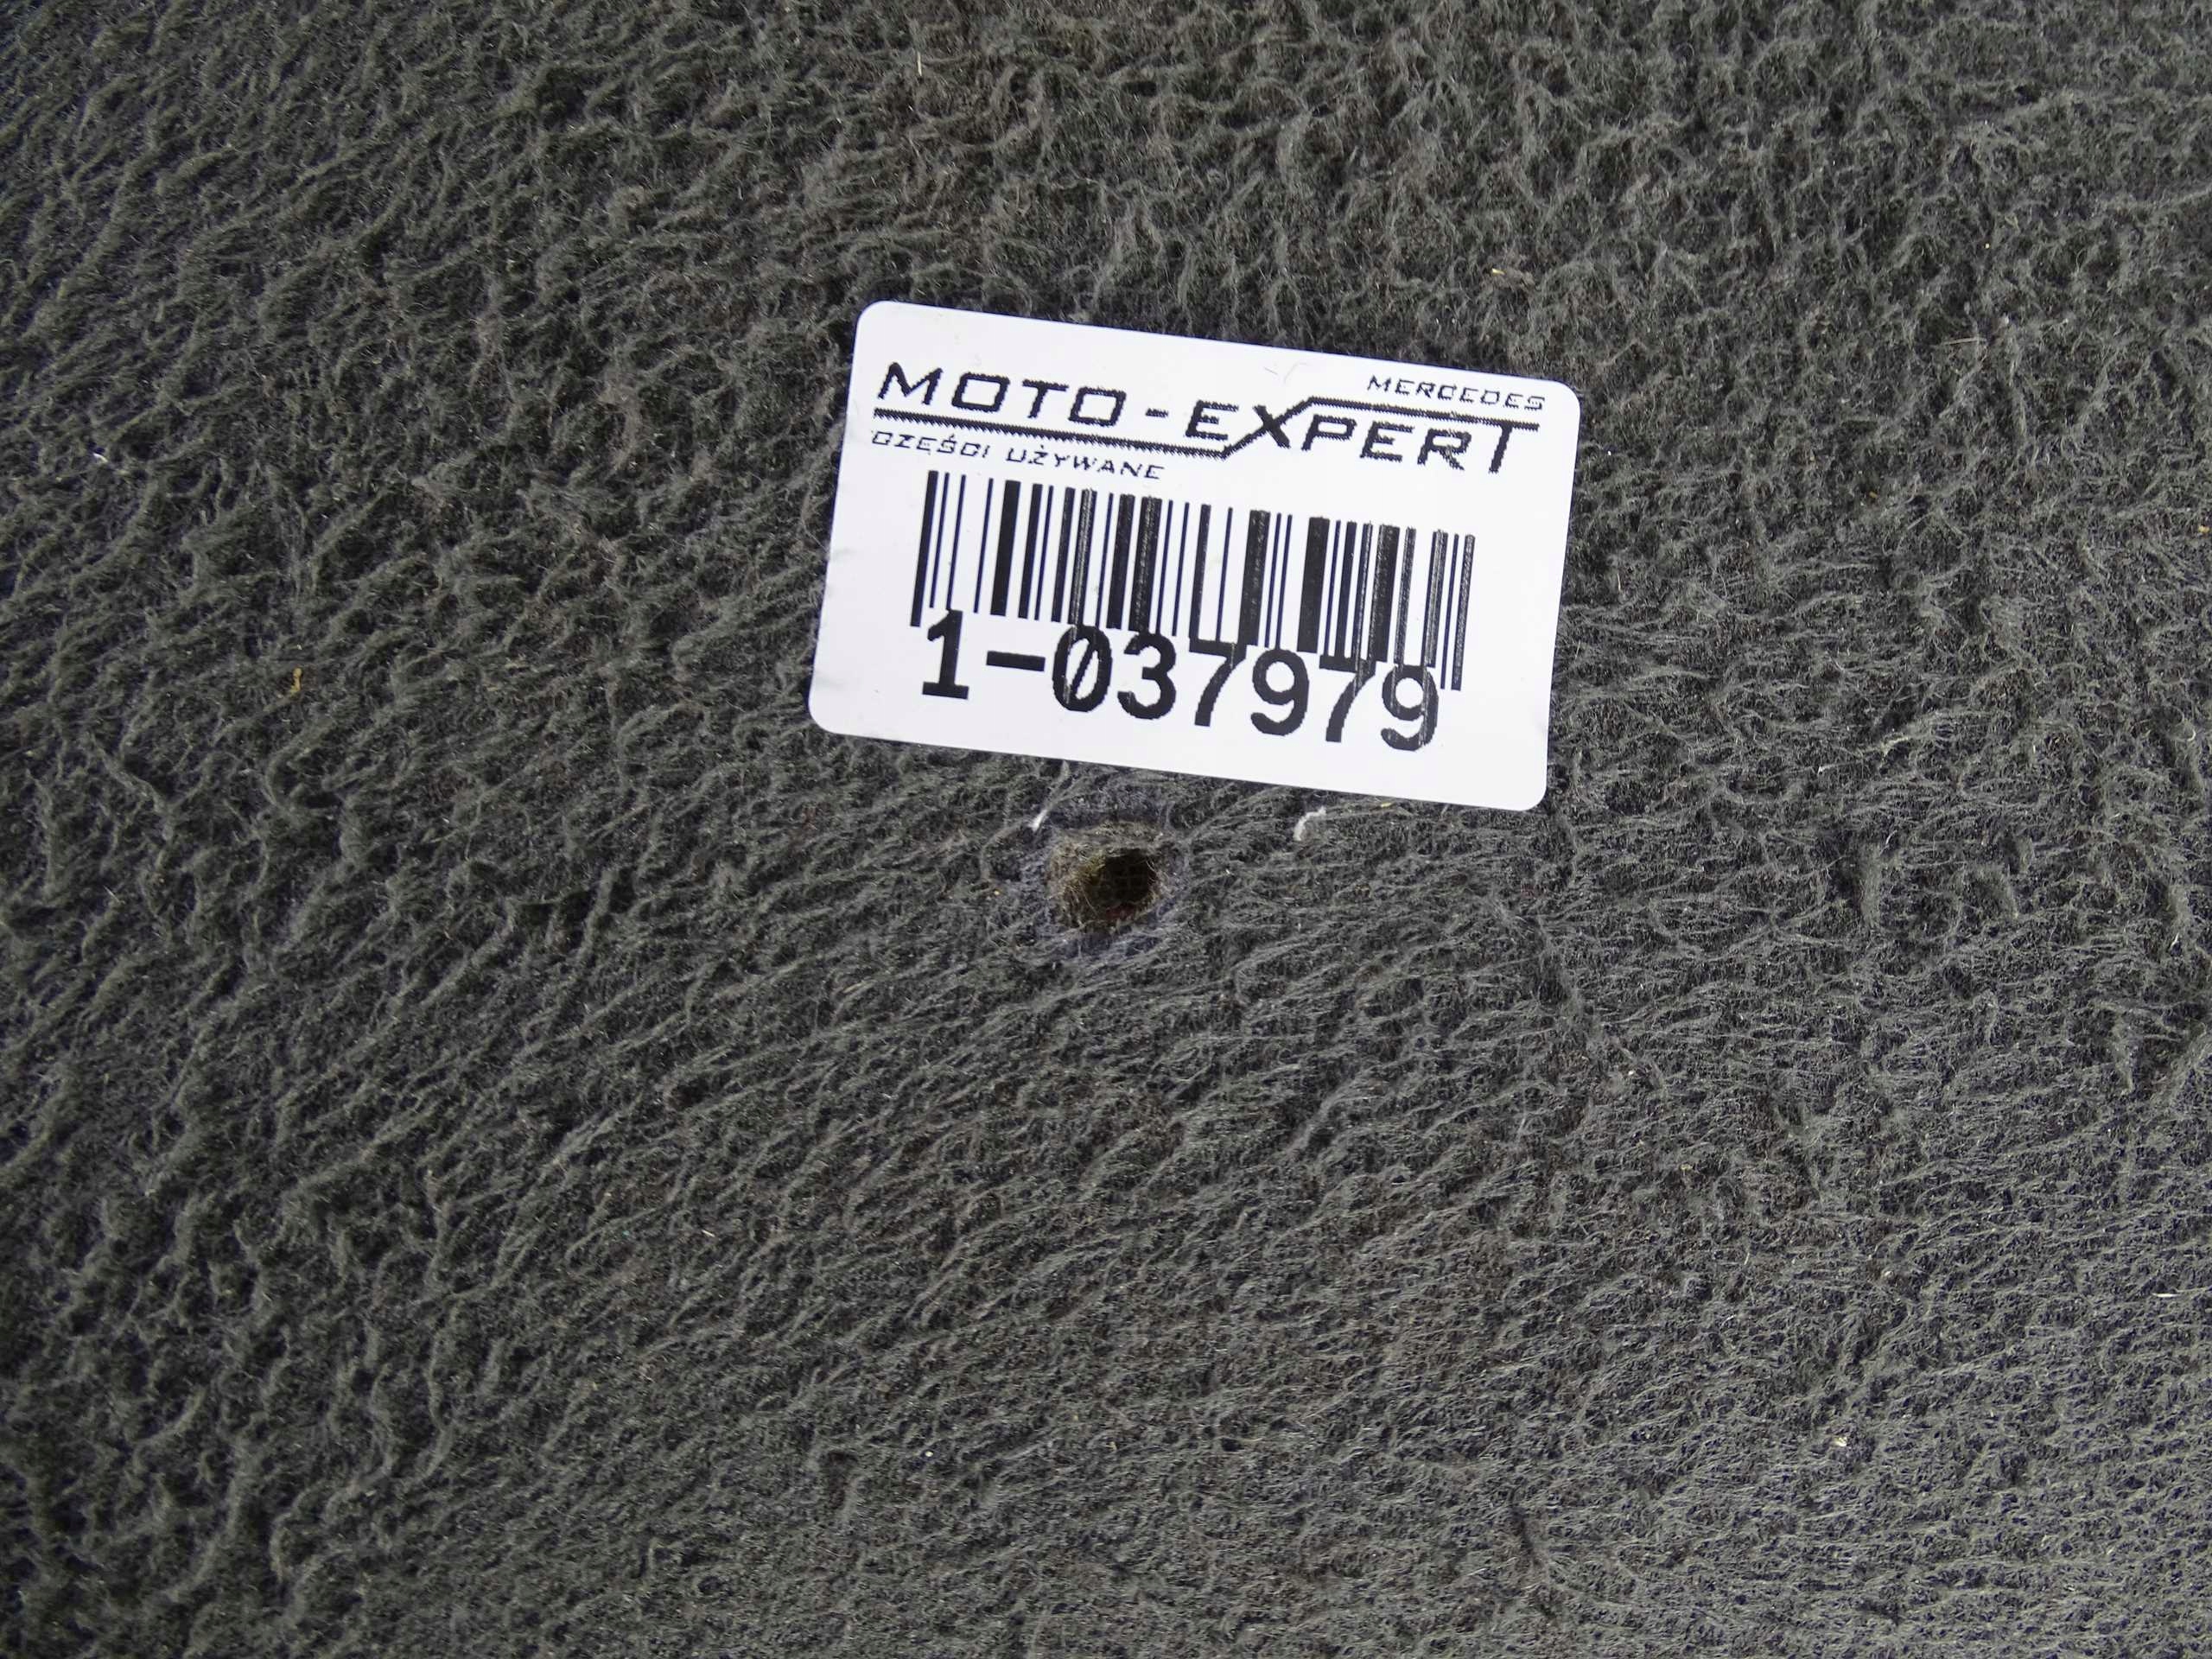 MERCEDES
MOTO-EXPERT
CZĘŚCI UŻYWANE
1-037979